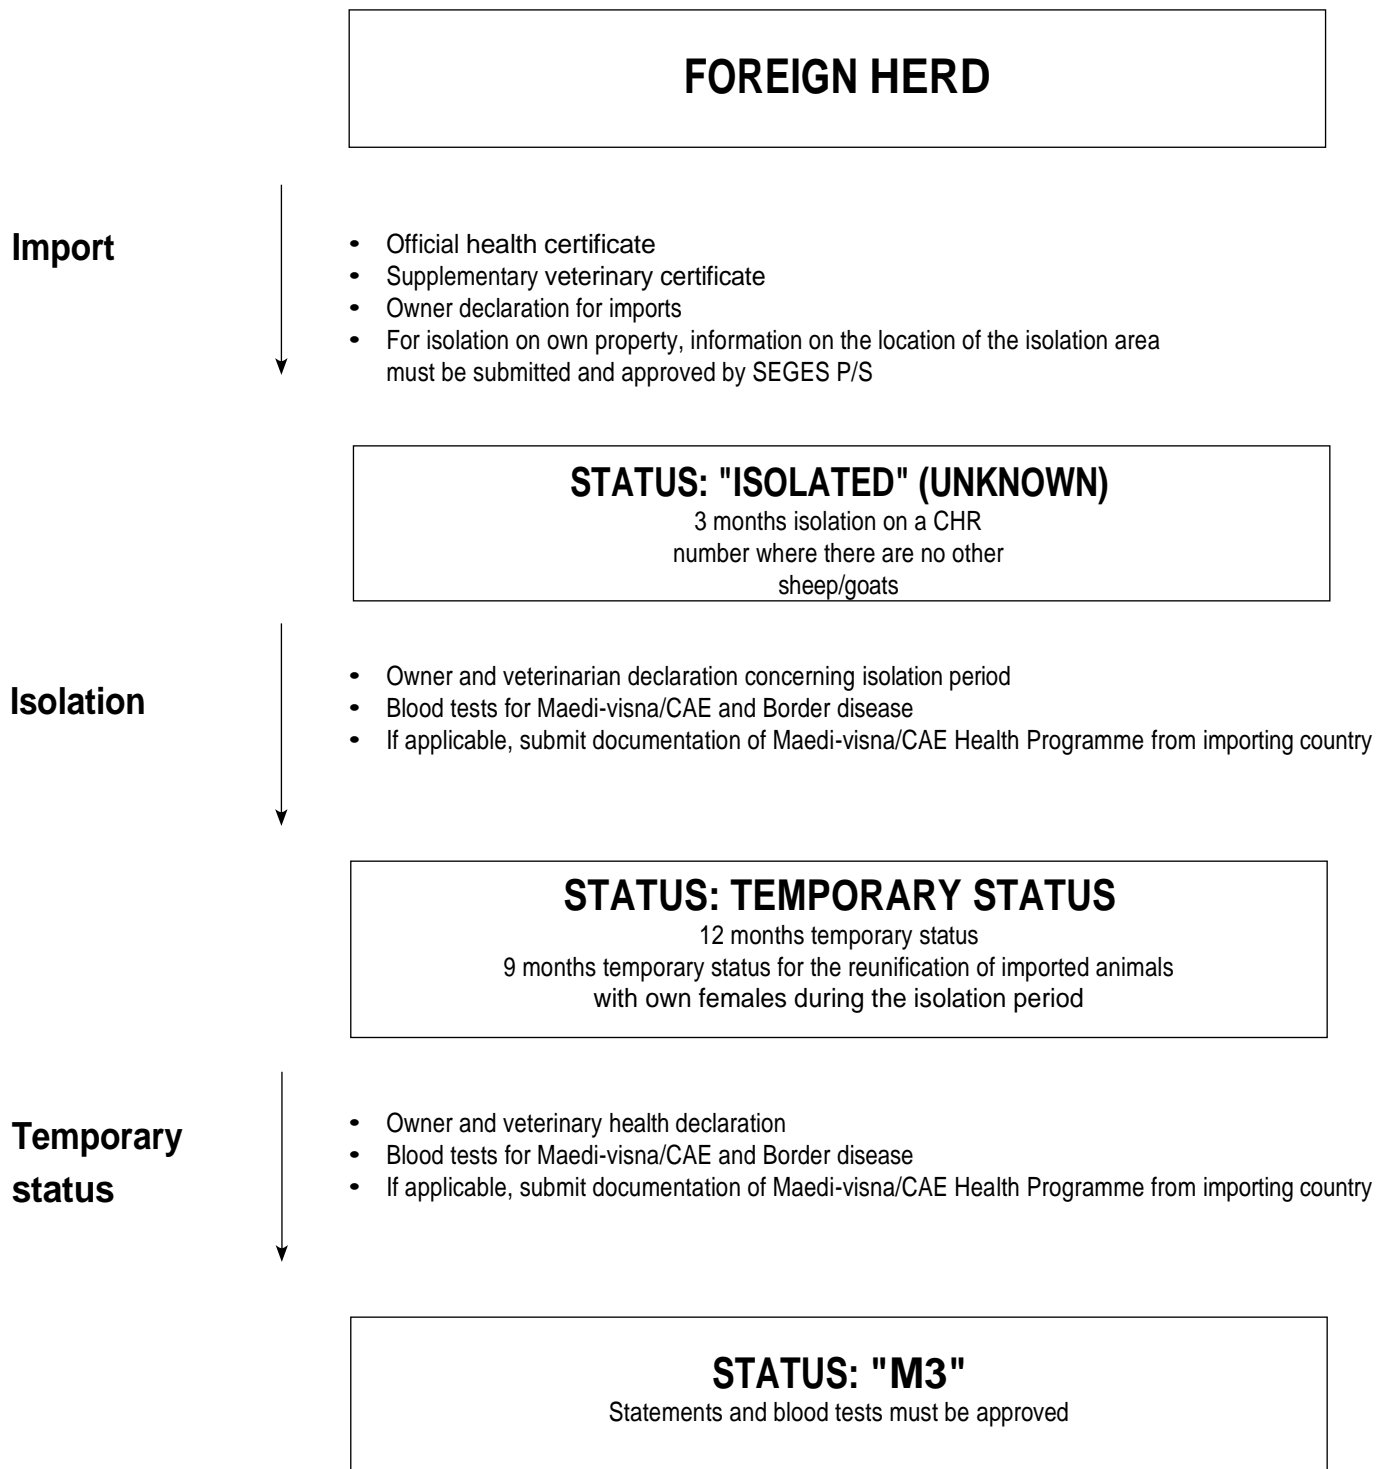 FOREIGN HERD
Import
• Official health certificate
• Supplementary veterinary certificate
• Owner declaration for imports
• For isolation on own property, information on the location of the isolation area
must be submitted and approved by SEGES P/S
STATUS: "ISOLATED" (UNKNOWN)
3 months isolation on a CHR
number where there are no other
sheep/goats
Isolation
• Owner and veterinarian declaration concerning isolation period
• Blood tests for Maedi-visna/CAE and Border disease
• If applicable, submit documentation of Maedi-visna/CAE Health Programme from importing country
STATUS: TEMPORARY STATUS
12 months temporary status
9 months temporary status for the reunification of imported animals
with own females during the isolation period
Temporary
status
• Owner and veterinary health declaration
• Blood tests for Maedi-visna/CAE and Border disease
• If applicable, submit documentation of Maedi-visna/CAE Health Programme from importing country
STATUS: "M3"
Statements and blood tests must be approved